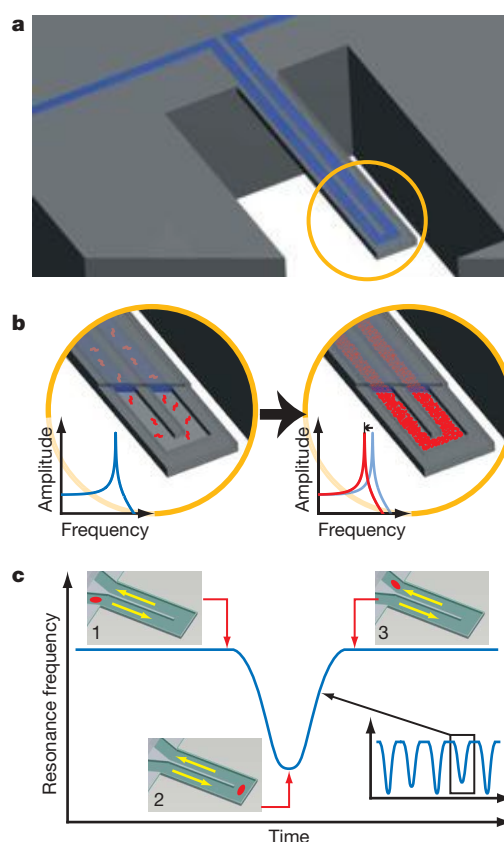 a
b
Amplitude
Frequency
Amplitude
Frequency
c
Resonance frequency
1
2
3
Time